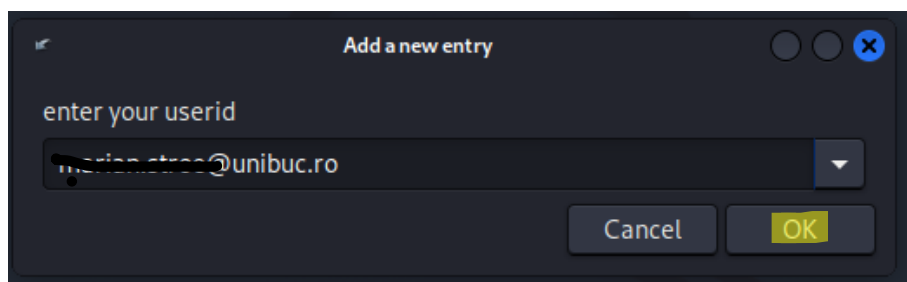 Add a new entry
enter your userid
@unibuc.ro
Cancel
OK